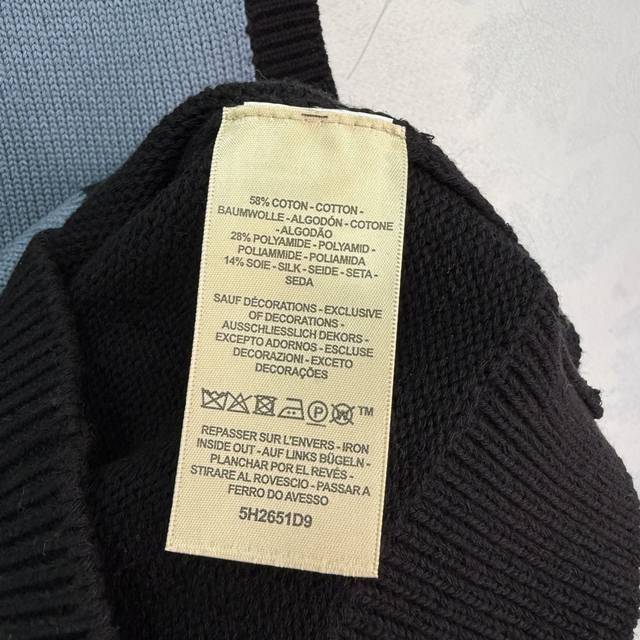 58% COTON - COTTON -
BAUMWOLLE - ALGODÓN - COTONE
- ALGODÃO
28% POLYAMIDE - POLYAMID -
POLIAMMIDE - POLIAMIDA
14% SOIE - SILK - SEIDE - SETA -
SEDA
SAUF DÉCORATIONS - EXCLUSIVE
OF DECORATIONS -
AUSSCHLIESSLICH DEKORS -
EXCEPTO ADORNOS - ESCLUSE
DECORAZIONI - EXCETO
DECORAÇÕES
P W ™
REPASSER SUR L'ENVERS - IRON
INSIDE OUT - AUF LINKS BÜGELN -
PLANCHAR POR EL REVÉS -
STIRARE AL ROVESCIO - PASSAR A
FERRO DO AVESSO
5H2651D9